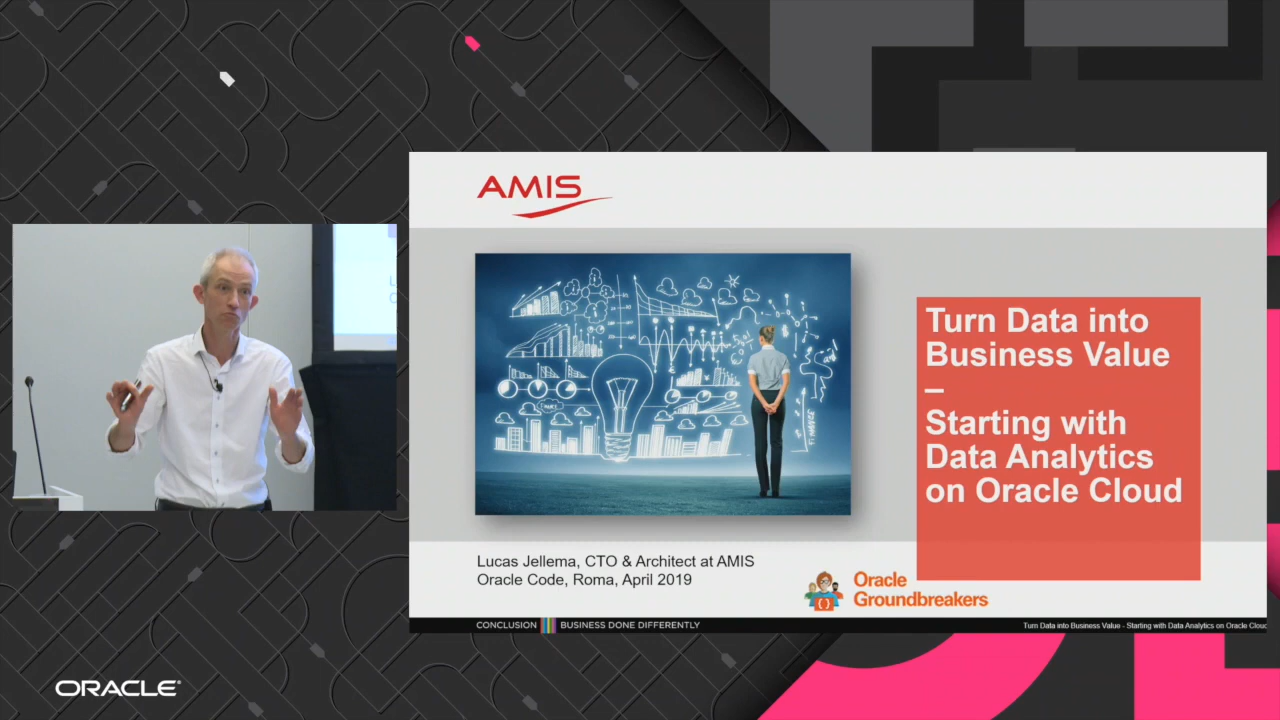 AMIS
Turn Data into
Business Value
–
Starting with
Data Analytics
on Oracle Cloud
Lucas Jellema, CTO & Architect at AMIS
Oracle Code, Roma, April 2019
Oracle
Groundbreakers
CONCLUSION BUSINESS DONE DIFFERENTLY
Turn Data into Business Value - Starting with Data Analytics on Oracle Cloud
ORACLE®